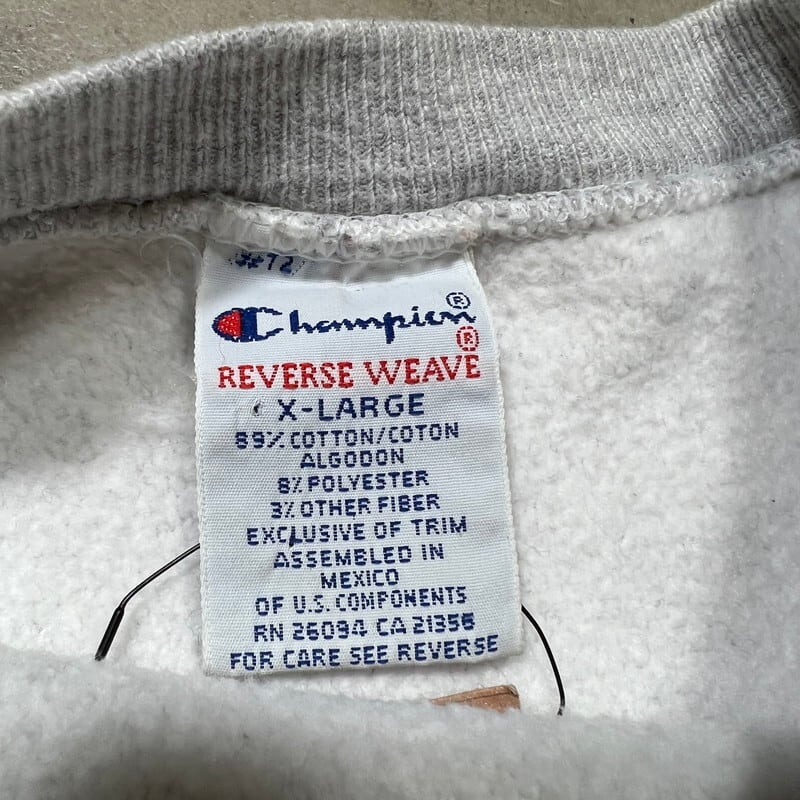 Champion®
®
REVERSE WEAVE
X-LARGE
89% COTTON/COTON
ALGODON
8% POLYESTER
3% OTHER FIBER
EXCLUSIVE OF TRIM
ASSEMBLED IN
MEXICO
OF U.S. COMPONENTS
RN 26094 CA 21356
FOR CARE SEE REVERSE